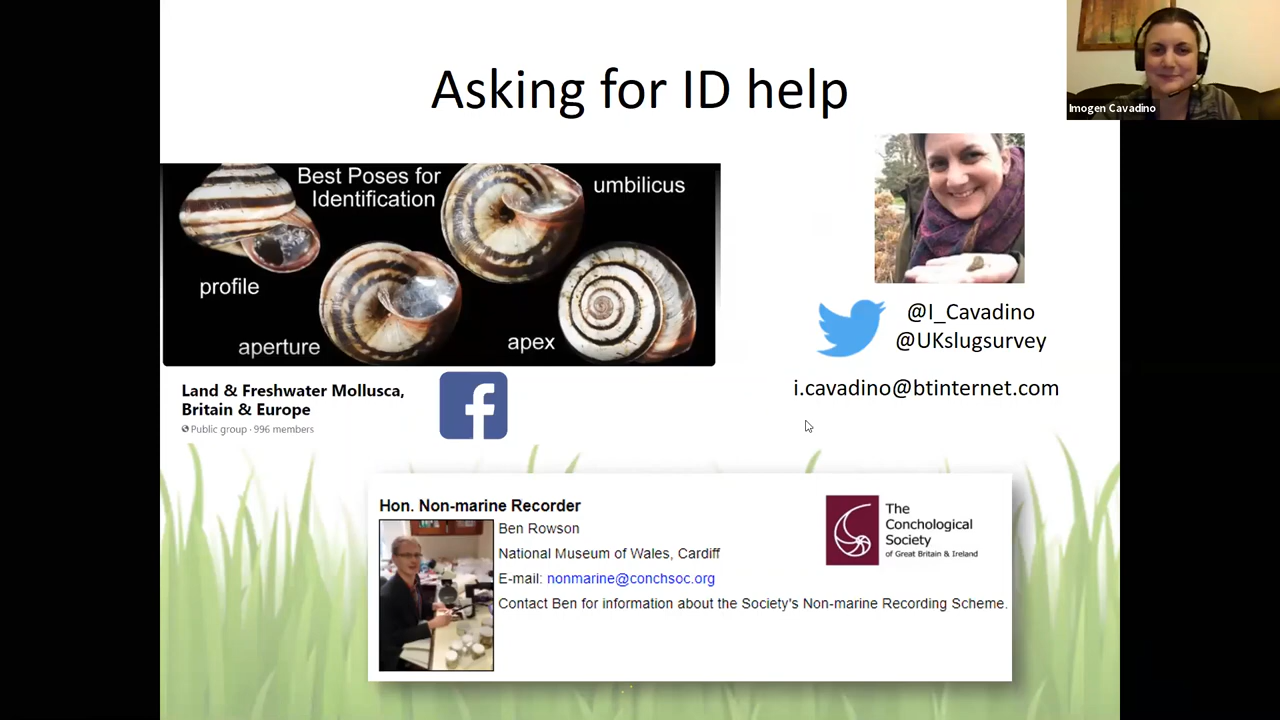 Asking for ID help
Imogen Cavadino
Best Poses for
Identification
umbilicus
profile
aperture
apex
Land & Freshwater Mollusca,
Britain & Europe
Public group · 996 members
@I_Cavadino
@UKslugsurvey
i.cavadino@btinternet.com
Hon. Non-marine Recorder
Ben Rowson
National Museum of Wales, Cardiff
E-mail: nonmarine@conchsoc.org
Contact Ben for information about the Society's Non-marine Recording Scheme.
The
Conchological
Society
of Great Britain & Ireland